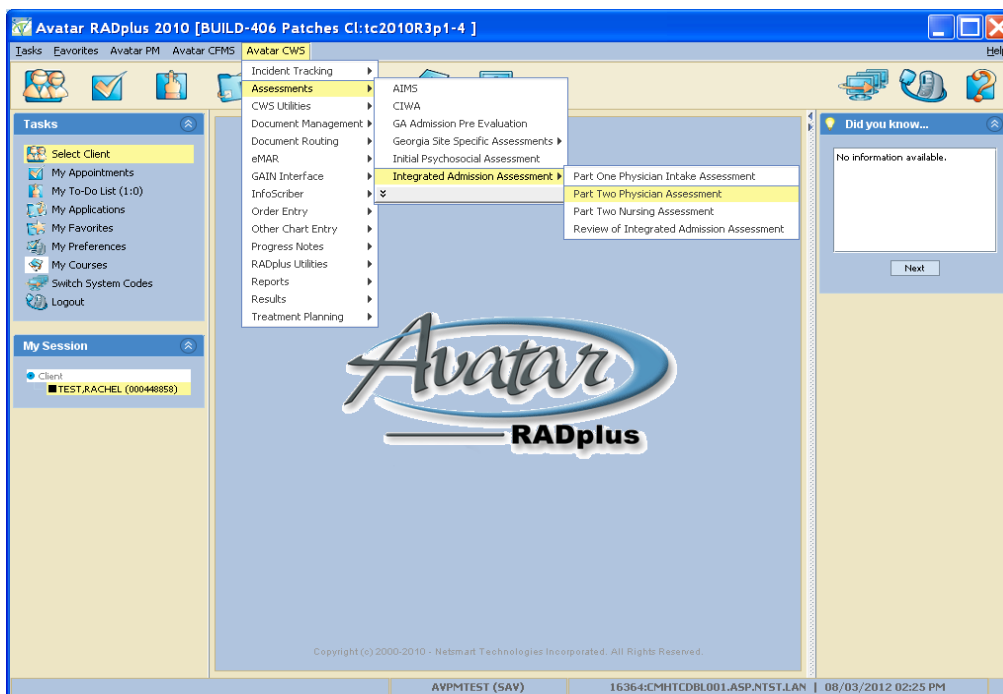 Avatar RADplus 2010 [BUILD-406 Patches Cl:tc2010R3p1-4 ]
Tasks Favorites Avatar PM Avatar CFMS Avatar CWS Help
Tasks
Select Client
My Appointments
My To-Do List (1:0)
My Applications
My Favorites
My Preferences
My Courses
Switch System Codes
Logout
My Session
Client
TEST,RACHEL (000448858)
Incident Tracking
Assessments
CWS Utilities
Document Management
Document Routing
eMAR
GAIN Interface
InfoScriber
Order Entry
Other Chart Entry
Progress Notes
RADplus Utilities
Reports
Results
Treatment Planning
AIMS
CIWA
GA Admission Pre Evaluation
Georgia Site Specific Assessments
Initial Psychosocial Assessment
Integrated Admission Assessment
Part One Physician Intake Assessment
Part Two Physician Assessment
Part Two Nursing Assessment
Review of Integrated Admission Assessment
Did you know...
No information available.
Next
Avatar
RADplus
Copyright (c) 2000-2010 - Netsmart Technologies Incorporated. All Rights Reserved.
AVPMTEST (SAV) 16364:CMHTCDBL001.ASP.NTST.LAN | 08/03/2012 02:25 PM